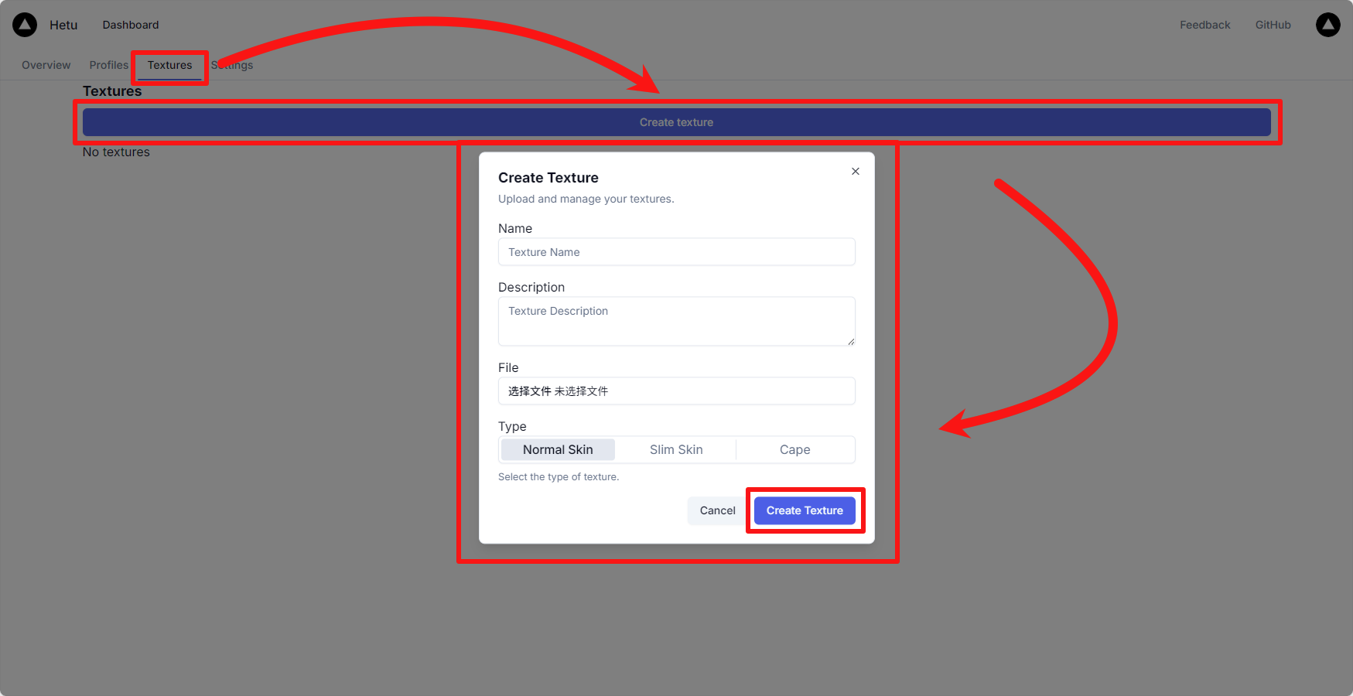 Hetu Dashboard Feedback GitHub
Overview Profiles Textures Settings
Textures
Create texture
No textures
Create Texture
Upload and manage your textures.
Name
Texture Name
Description
Texture Description
File
选择文件 未选择文件
Type
Normal Skin Slim Skin Cape
Select the type of texture.
Cancel Create Texture